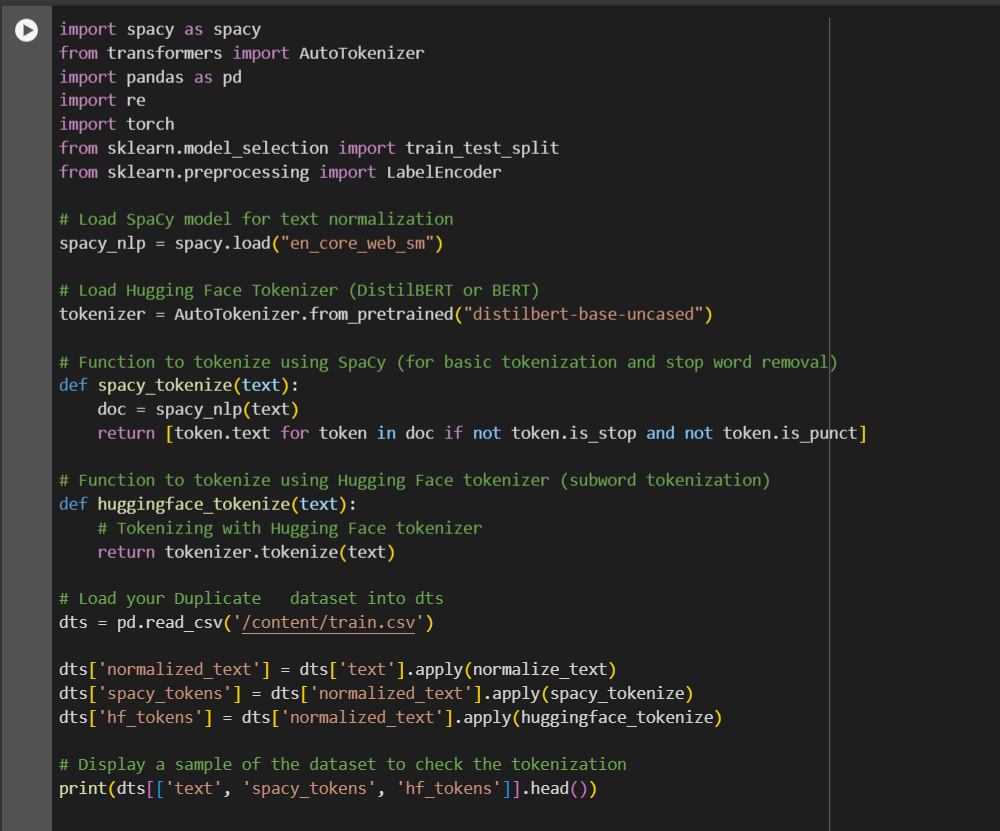 import spacy as spacy
from transformers import AutoTokenizer
import pandas as pd
import re
import torch
from sklearn.model_selection import train_test_split
from sklearn.preprocessing import LabelEncoder

# Load SpaCy model for text normalization
spacy_nlp = spacy.load("en_core_web_sm")

# Load Hugging Face Tokenizer (DistilBERT or BERT)
tokenizer = AutoTokenizer.from_pretrained("distilbert-base-uncased")

# Function to tokenize using SpaCy (for basic tokenization and stop word removal)
def spacy_tokenize(text):
    doc = spacy_nlp(text)
    return [token.text for token in doc if not token.is_stop and not token.is_punct]

# Function to tokenize using Hugging Face tokenizer (subword tokenization)
def huggingface_tokenize(text):
    # Tokenizing with Hugging Face tokenizer
    return tokenizer.tokenize(text)

# Load your Duplicate   dataset into dts
dts = pd.read_csv('/content/train.csv')

dts['normalized_text'] = dts['text'].apply(normalize_text)
dts['spacy_tokens'] = dts['normalized_text'].apply(spacy_tokenize)
dts['hf_tokens'] = dts['normalized_text'].apply(huggingface_tokenize)

# Display a sample of the dataset to check the tokenization
print(dts[['text', 'spacy_tokens', 'hf_tokens']].head())